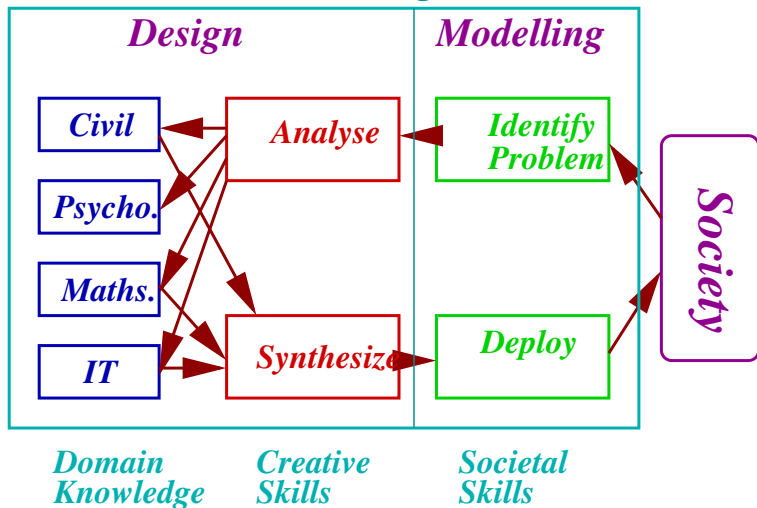 Design
Modelling
Civil
Analyse
Identify
Problem
Psycho.
Society
Maths.
IT
Synthesize
Deploy
Domain
Knowledge
Creative
Skills
Societal
Skills